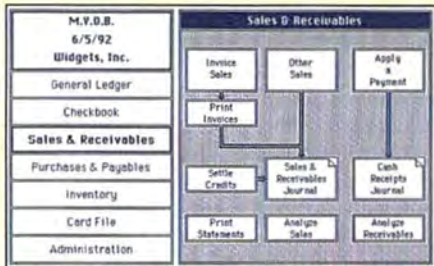 M.Y.O.B.
6/5/92
Widgets, Inc.
General Ledger
Checkbook
Sales & Receivables
Purchases & Payables
Inventory
Card File
Administration
Sales & Receivables
Invoice
Sales
Other
Sales
Apply
a
Payment
Print
Invoices
Settle
Credits
Sales &
Receivables
Journal
Cash
Receipts
Journal
Print
Statements
Analyze
Sales
Analyze
Receivables